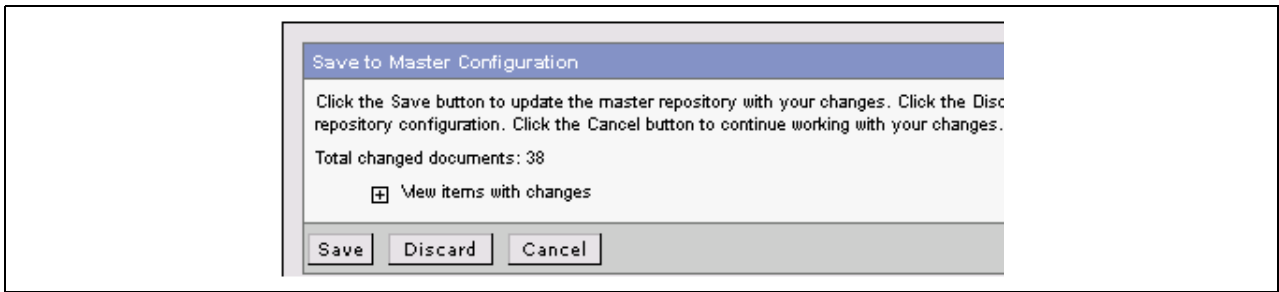 Save to Master Configuration
Click the Save button to update the master repository with your changes. Click the Disc
repository configuration. Click the Cancel button to continue working with your changes.
Total changed documents: 38
View items with changes
Save Discard Cancel